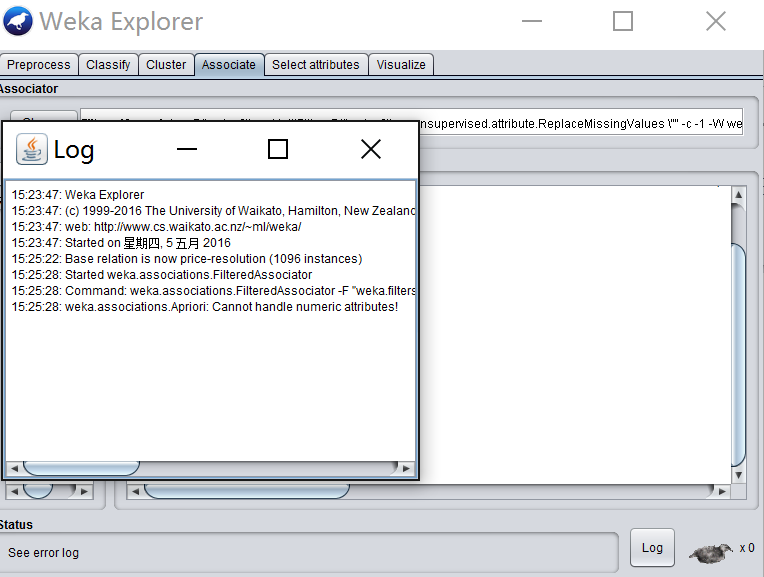 Weka Explorer
Preprocess Classify Cluster Associate Select attributes Visualize
Associator
nsupervised.attribute.ReplaceMissingValues \"" -c -1 -W we
Log
15:23:47: Weka Explorer
15:23:47: (c) 1999-2016 The University of Waikato, Hamilton, New Zealand
15:23:47: web: http://www.cs.waikato.ac.nz/~ml/weka/
15:23:47: Started on 星期四, 5 五月 2016
15:25:22: Base relation is now price-resolution (1096 instances)
15:25:28: Started weka.associations.FilteredAssociator
15:25:28: Command: weka.associations.FilteredAssociator -F "weka.filters
15:25:28: weka.associations.Apriori: Cannot handle numeric attributes!
Status
See error log
Log
x 0